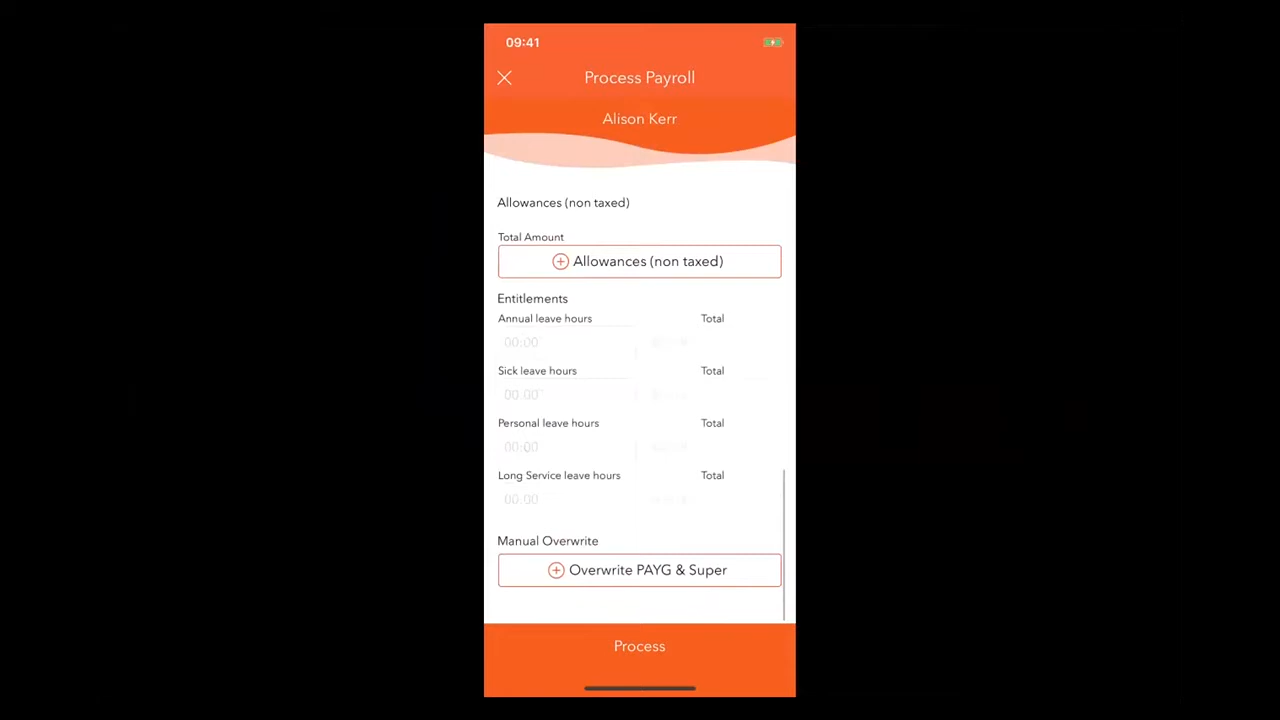 09:41
Process Payroll
Alison Kerr
Allowances (non taxed)
Total Amount
Allowances (non taxed)
Entitlements
Annual leave hours Total
00:00
Sick leave hours Total
00:00
Personal leave hours Total
00:00
Long Service leave hours Total
00:00
Manual Overwrite
Overwrite PAYG & Super
Process